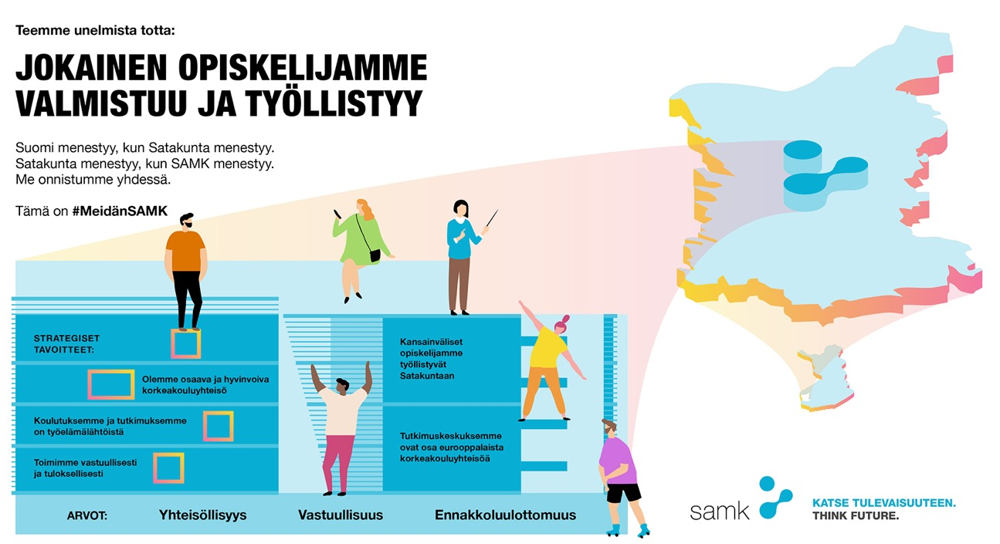 Teemme unelmista totta:
JOKAINEN OPISKELIJAMME
VALMISTUU JA TYÖLLISTYY
Suomi menestyy, kun Satakunta menestyy.
Satakunta menestyy, kun SAMK menestyy.
Me onnistumme yhdessä.
Tämä on #MeidänSAMK
STRATEGISET
TAVOITTEET:
Olemme osaava ja hyvinvoiva
korkeakouluyhteisö
Koulutuksemme ja tutkimuksemme
on työelämälähtöistä
Toimimme vastuullisesti
ja tuloksellisesti
Kansainväliset
opiskelijamme
työllistyvät
Satakuntaan
Tutkimuskeskuksemme
ovat osa eurooppalaista
korkeakouluyhteisöä
ARVOT:
Yhteisöllisyys
Vastuullisuus
Ennakkoluulottomuus
samk
KATSE TULEVAISUUTEEN.
THINK FUTURE.